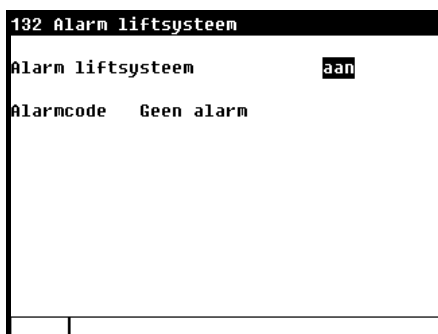 132 Alarm liftsysteem
Alarm liftsysteem aan
Alarmcode Geen alarm